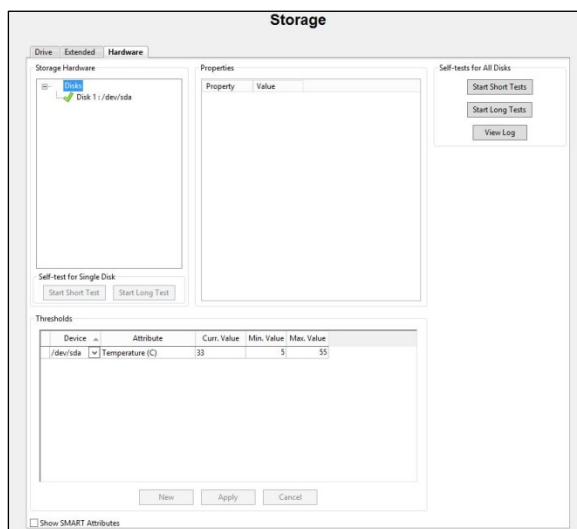 Storage
Drive Extended Hardware
Storage Hardware
Disks
Disk 1 : /dev/sda
Self-test for Single Disk
Start Short Test Start Long Test
Properties
Property Value
Self-tests for All Disks
Start Short Tests
Start Long Tests
View Log
Thresholds
Device Attribute Curr. Value Min. Value Max. Value
/dev/sda Temperature (C) 33 5 55
New Apply Cancel
Show SMART Attributes